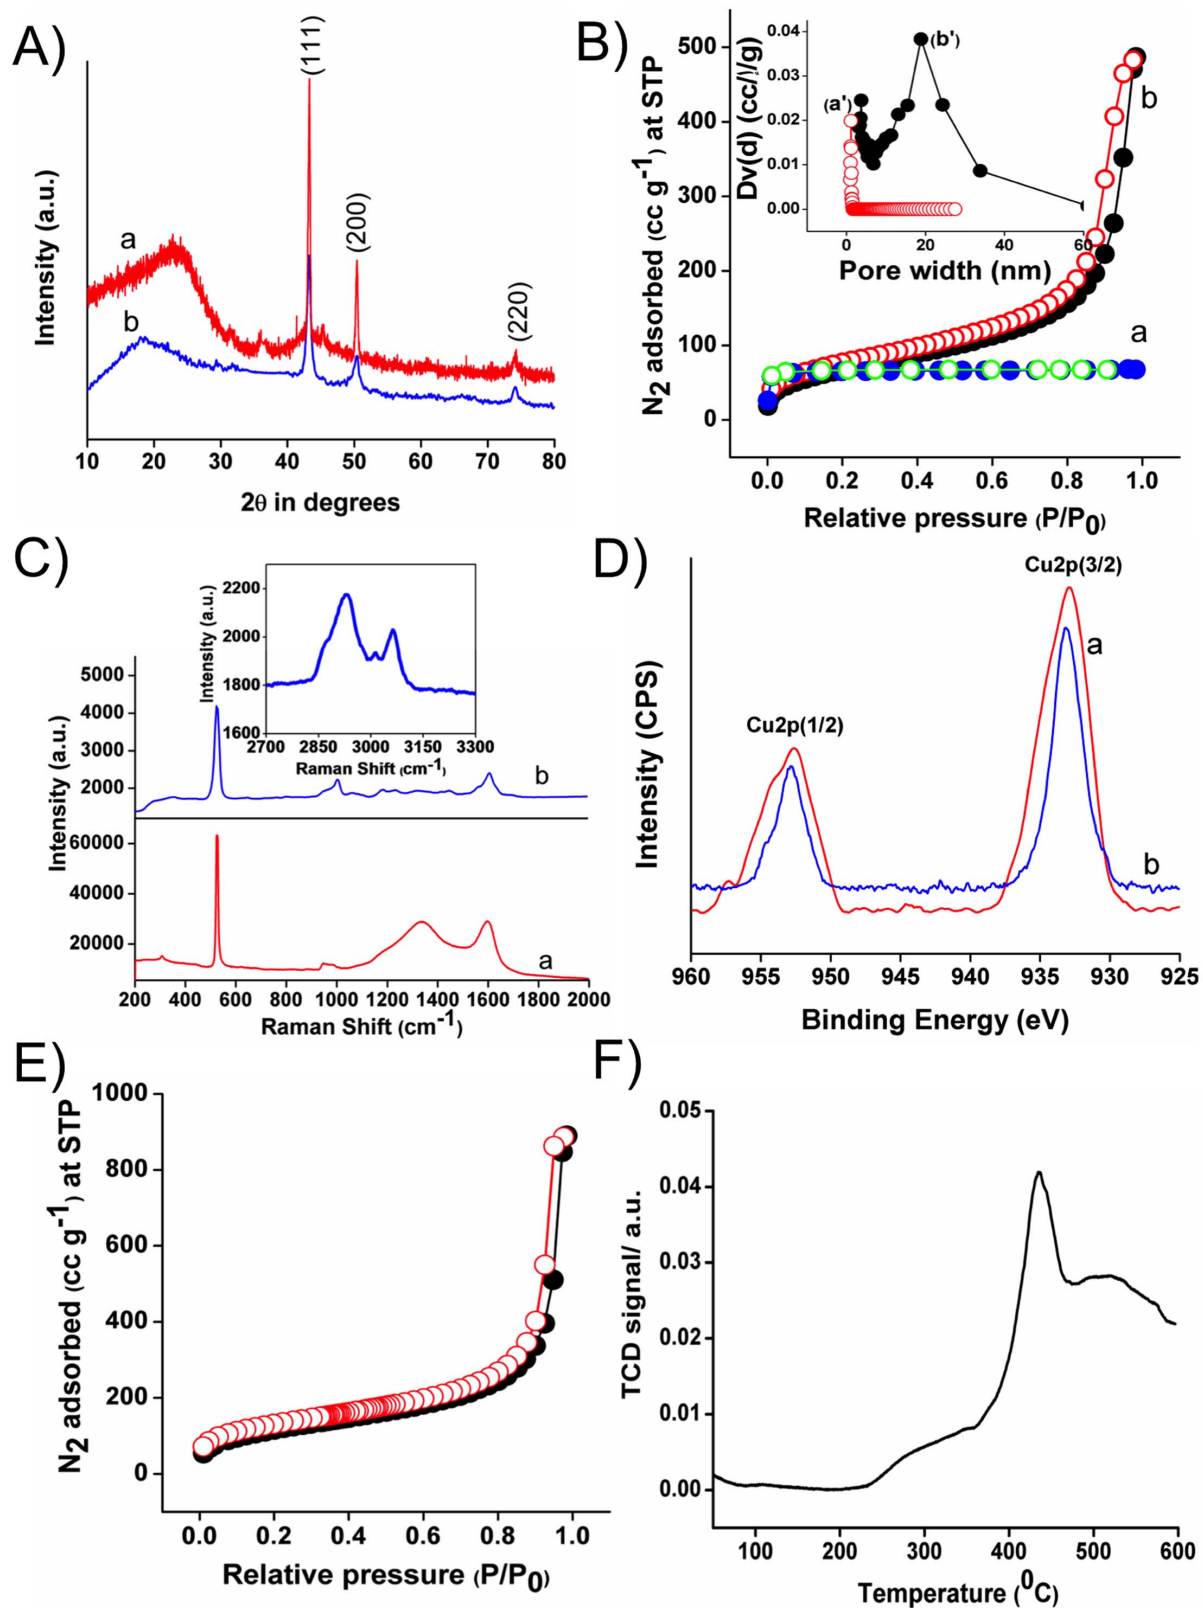 A)
Intensity (a.u.)
(111)
(200)
(220)
a
b
10 20 30 40 50 60 70 80
2θ in degrees
B)
N2 adsorbed (cc g-1) at STP
500
400
300
200
100
0
Dv(d) (cc/
/g)
0.04
0.03
0.02
0.01
0.00
(a')
(b')
0 20 40 60
Pore width (nm)
b
a
0.0 0.2 0.4 0.6 0.8 1.0
Relative pressure (P/P0)
C)
Intensity (a.u.)
5000
4000
3000
2000
Intensity (a.u.)
2200
2000
1800
1600
2700 2850 3000 3150 3300
Raman Shift (cm-1)
b
Intensity (a.u.)
60000
40000
20000
a
200 400 600 800 1000 1200 1400 1600 1800 2000
Raman Shift (cm-1)
D)
Intensity (CPS)
Cu2p(3/2)
Cu2p(1/2)
a
b
960 955 950 945 940 935 930 925
Binding Energy (eV)
E)
N2 adsorbed (cc g-1) at STP
1000
800
600
400
200
0
0.0 0.2 0.4 0.6 0.8 1.0
Relative pressure (P/P0)
F)
TCD signal/ a.u.
0.05
0.04
0.03
0.02
0.01
0.00
100 200 300 400 500 600
Temperature (0C)